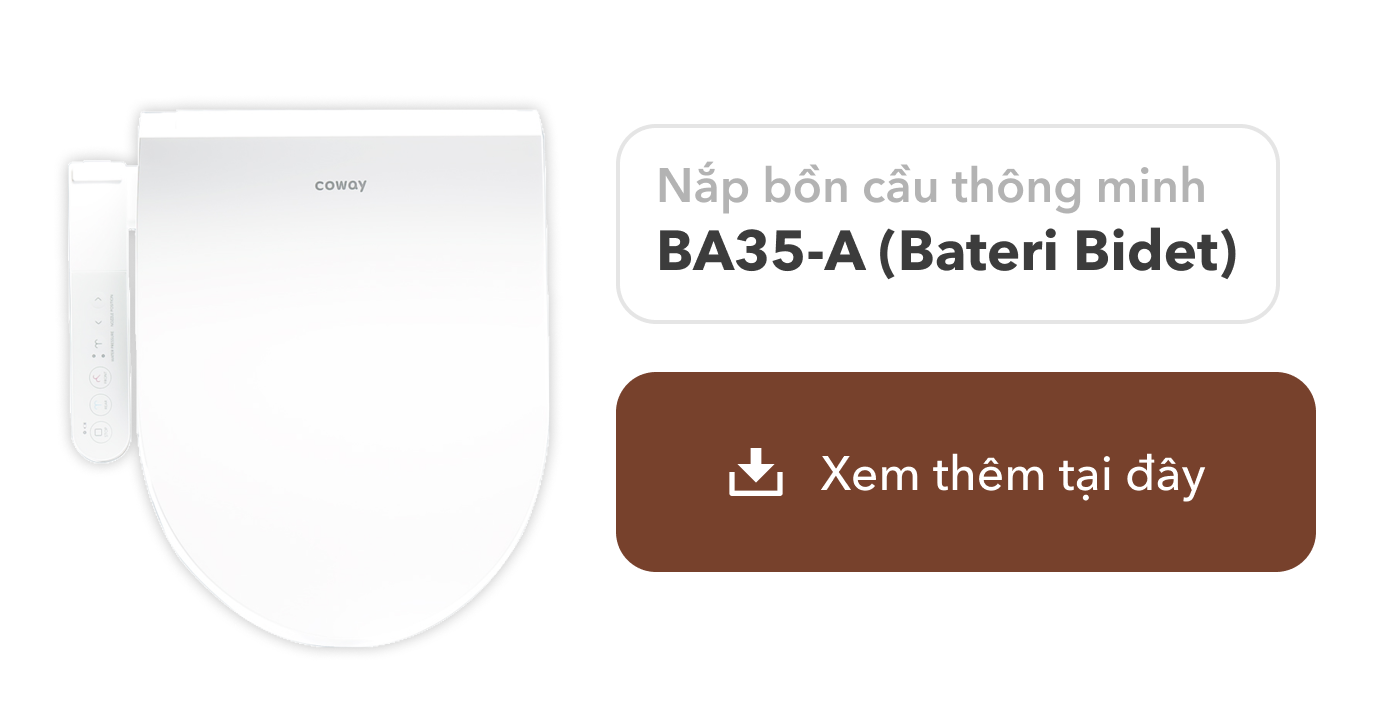 coway
Nắp bồn cầu thông minh
BA35-A (Bateri Bidet)
Xem thêm tại đây